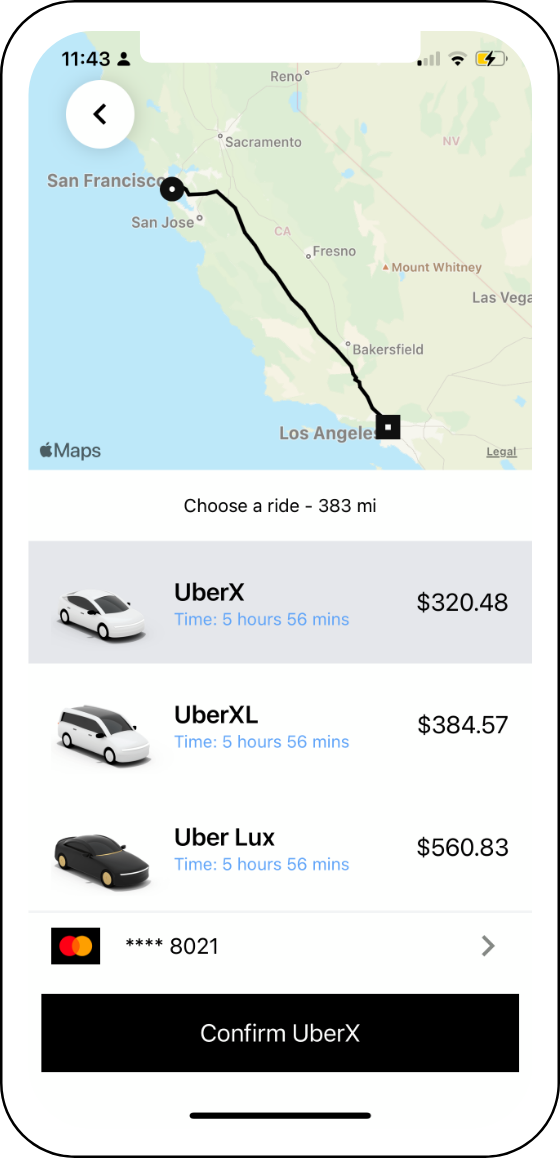 11:43
Reno
Sacramento
NV
San Francisco
San Jose
CA
Fresno
Mount Whitney
Las Vega
Bakersfield
Los Angeles
Maps
Legal
Choose a ride - 383 mi
UberX
$320.48
Time: 5 hours 56 mins
UberXL
$384.57
Time: 5 hours 56 mins
Uber Lux
$560.83
Time: 5 hours 56 mins
**** 8021
Confirm UberX